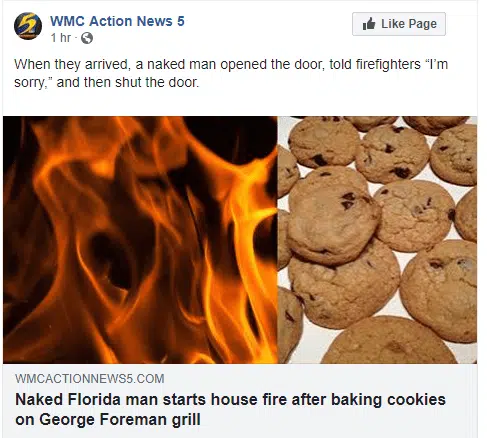 WMC Action News 5
Like Page
1 hr ·
When they arrived, a naked man opened the door, told firefighters “I’m
sorry,” and then shut the door.
WMCACTIONNEWS5.COM
Naked Florida man starts house fire after baking cookies
on George Foreman grill